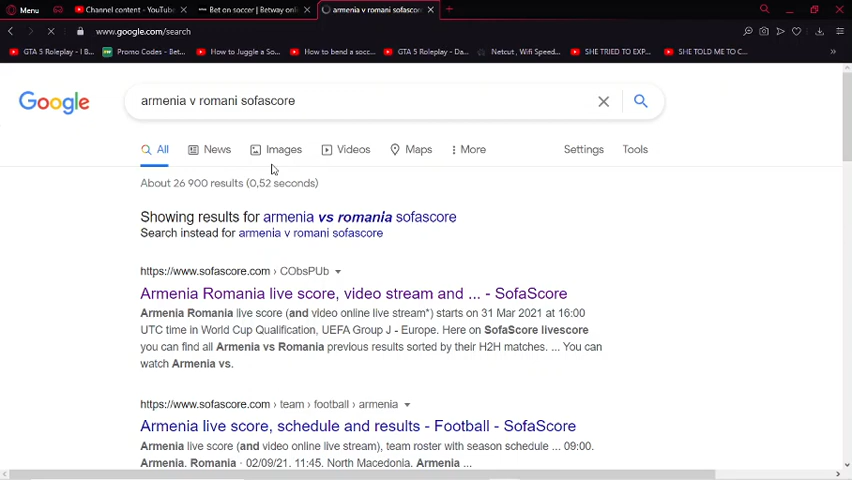 Menu
Channel content - YouTube
Bet on soccer | Betway onlin
armenia v romani sofascore
www.google.com/search
GTA 5 Roleplay - I B...
Promo Codes - Bet...
How to Juggle a So...
How to bend a socc...
GTA 5 Roleplay - Da...
Netcut , Wifi Speed...
SHE TRIED TO EXP...
SHE TOLD ME TO C...
Google
armenia v romani sofascore
All
News
Images
Videos
Maps
More
Settings
Tools
About 26 900 results (0,52 seconds)
Showing results for armenia vs romania sofascore
Search instead for armenia v romani sofascore
https://www.sofascore.com › CObsPUb
Armenia Romania live score, video stream and ... - SofaScore
Armenia Romania live score (and video online live stream*) starts on 31 Mar 2021 at 16:00
UTC time in World Cup Qualification, UEFA Group J - Europe. Here on SofaScore livescore
you can find all Armenia vs Romania previous results sorted by their H2H matches. ... You can
watch Armenia vs.
https://www.sofascore.com › team › football › armenia
Armenia live score, schedule and results - Football - SofaScore
Armenia live score (and video online live stream), team roster with season schedule ... 09:00.
Armenia. Romania · 02/09/21. 11:45. North Macedonia. Armenia ...